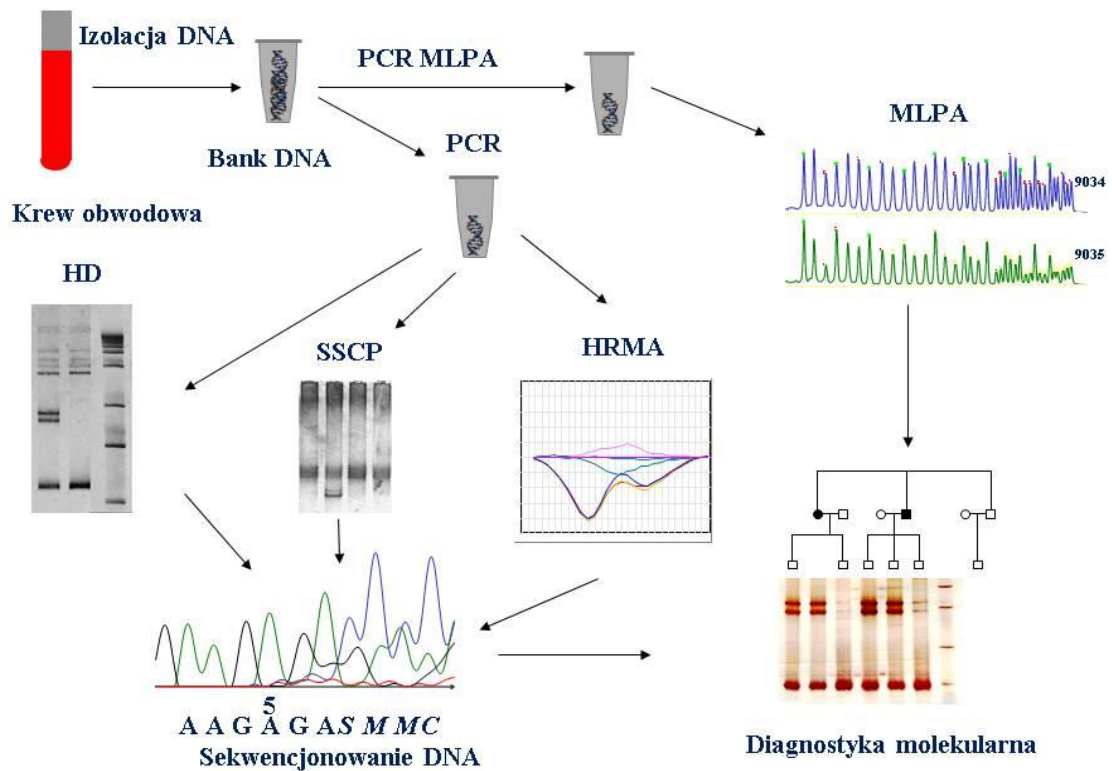 Izolacja DNA
PCR MLPA
Bank DNA
PCR
MLPA
9034
9035
Krew obwodowa
HD
SSCP
HRMA
5
A A G A G A S M M C
Sekwencjonowanie DNA
Diagnostyka molekularna